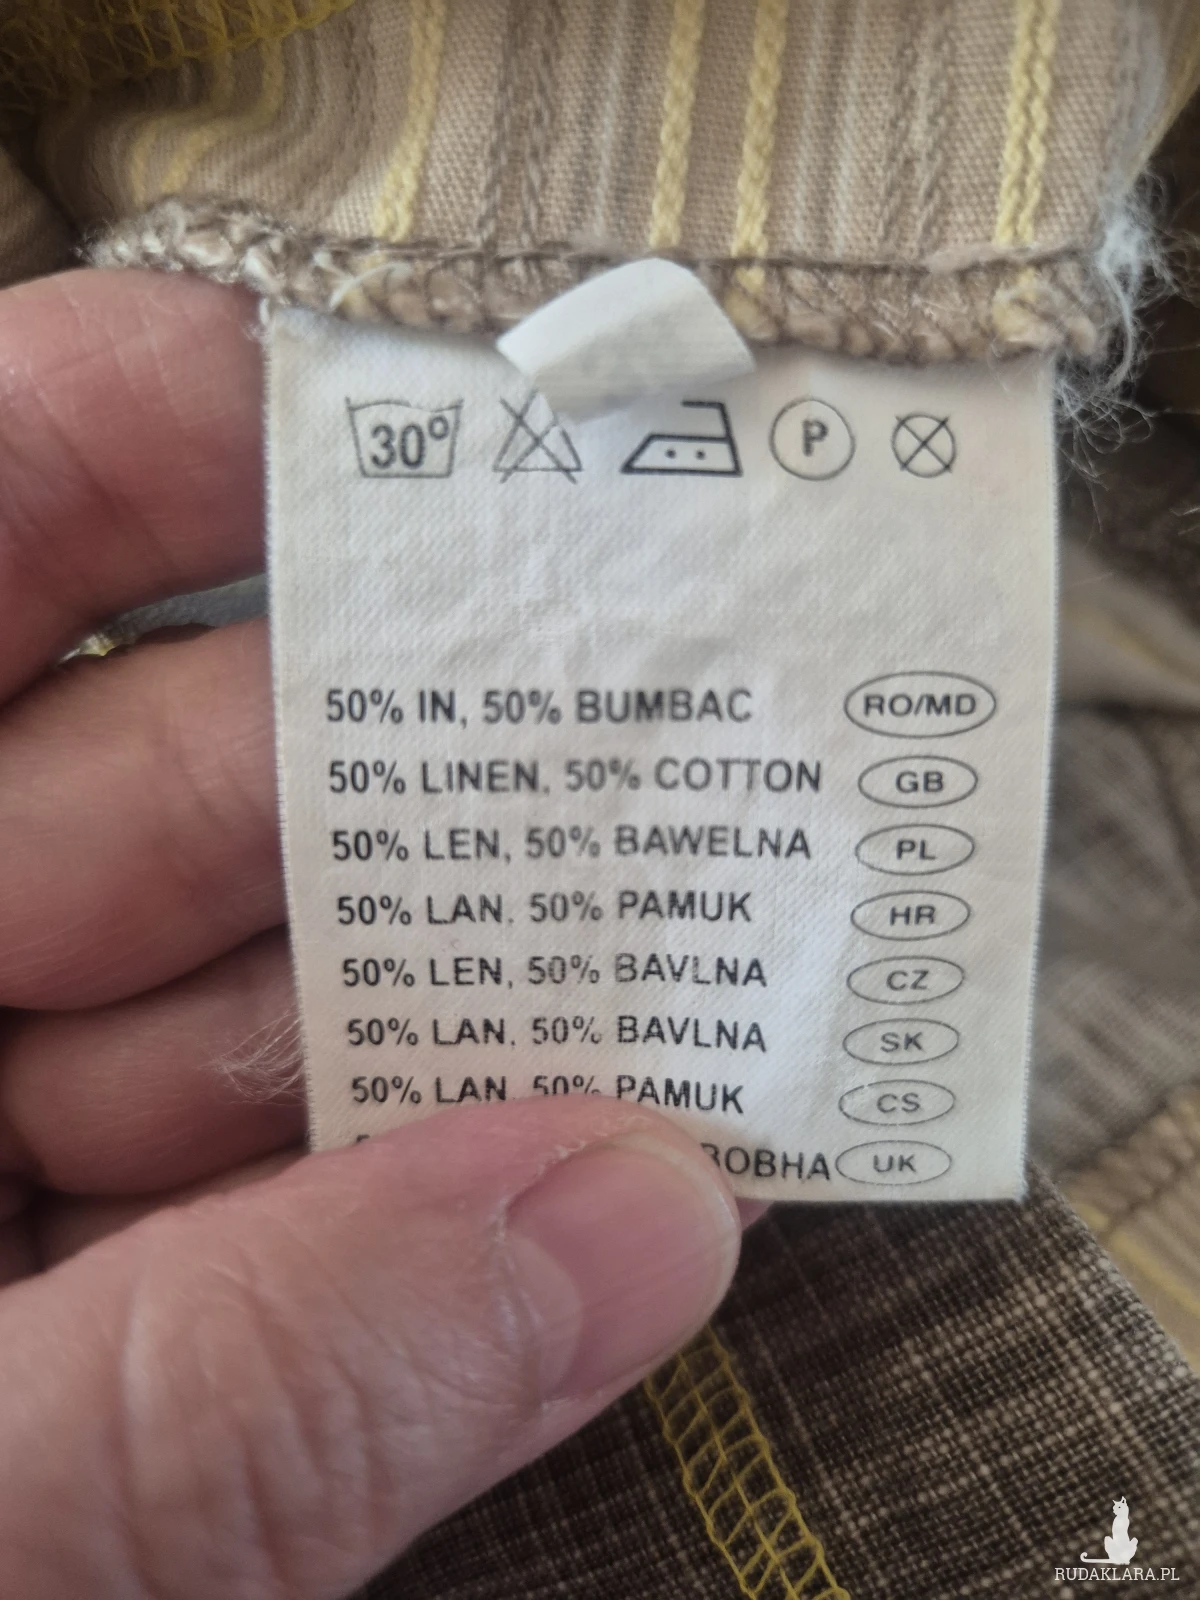 30°
P
50% IN, 50% BUMBAC RO/MD
50% LINEN, 50% COTTON GB
50% LEN, 50% BAWELNA PL
50% LAN, 50% PAMUK HR
50% LEN, 50% BAVLNA CZ
50% LAN, 50% BAVLNA SK
50% LAN, 50% PAMUK CS
UK
RUDAKLARA.PL